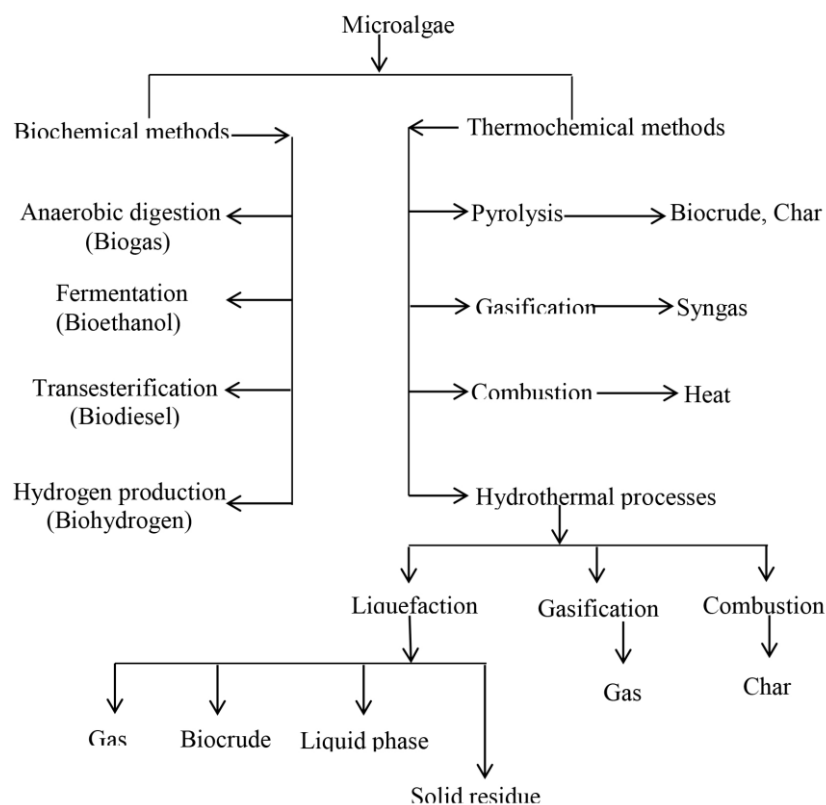 Microalgae
Biochemical methods
Thermochemical methods
Anaerobic digestion
(Biogas)
Pyrolysis
Biocrude, Char
Fermentation
(Bioethanol)
Gasification
Syngas
Transesterification
(Biodiesel)
Combustion
Heat
Hydrogen production
(Biohydrogen)
Hydrothermal processes
Liquefaction
Gasification
Combustion
Gas
Char
Gas
Biocrude
Liquid phase
Solid residue